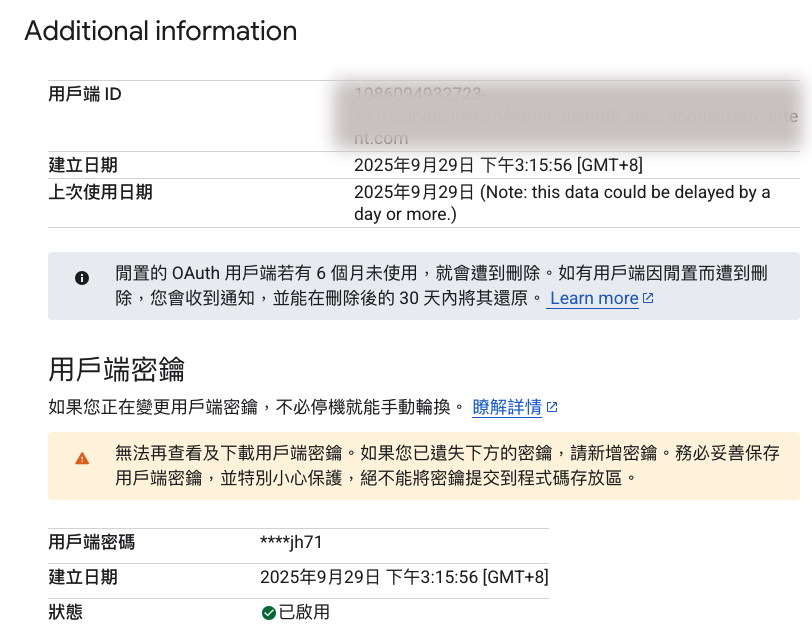 Additional information
用戶端 ID
nt.com
建立日期 2025年9月29日 下午3:15:56 [GMT+8]
上次使用日期 2025年9月29日 (Note: this data could be delayed by a
day or more.)
閒置的 OAuth 用戶端若有 6 個月未使用，就會遭到刪除。如有用戶端因閒置而遭到刪
除，您會收到通知，並能在刪除後的 30 天內將其還原。 Learn more
用戶端密鑰
如果您正在變更用戶端密鑰，不必停機就能手動輪換。 瞭解詳情
無法再查看及下載用戶端密鑰。如果您已遺失下方的密鑰，請新增密鑰。務必妥善保存
用戶端密鑰，並特別小心保護，絕不能將密鑰提交到程式碼存放區。
用戶端密碼 ****jh71
建立日期 2025年9月29日 下午3:15:56 [GMT+8]
狀態 已啟用